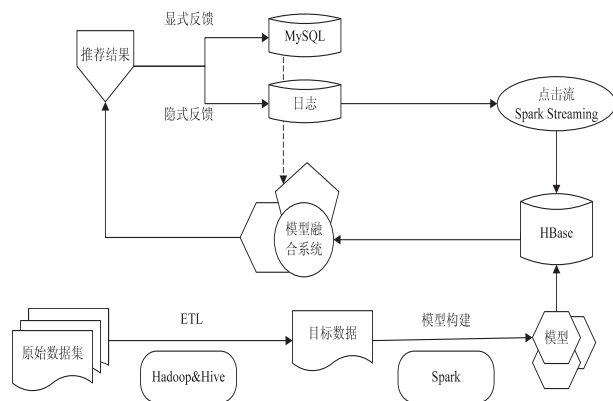 显式反馈
MySQL
推荐结果
隐式反馈
日志
点击流
Spark Streaming
模型融
合系统
HBase
ETL
目标数据
模型构建
模型
原始数据集
Hadoop&Hive
Spark